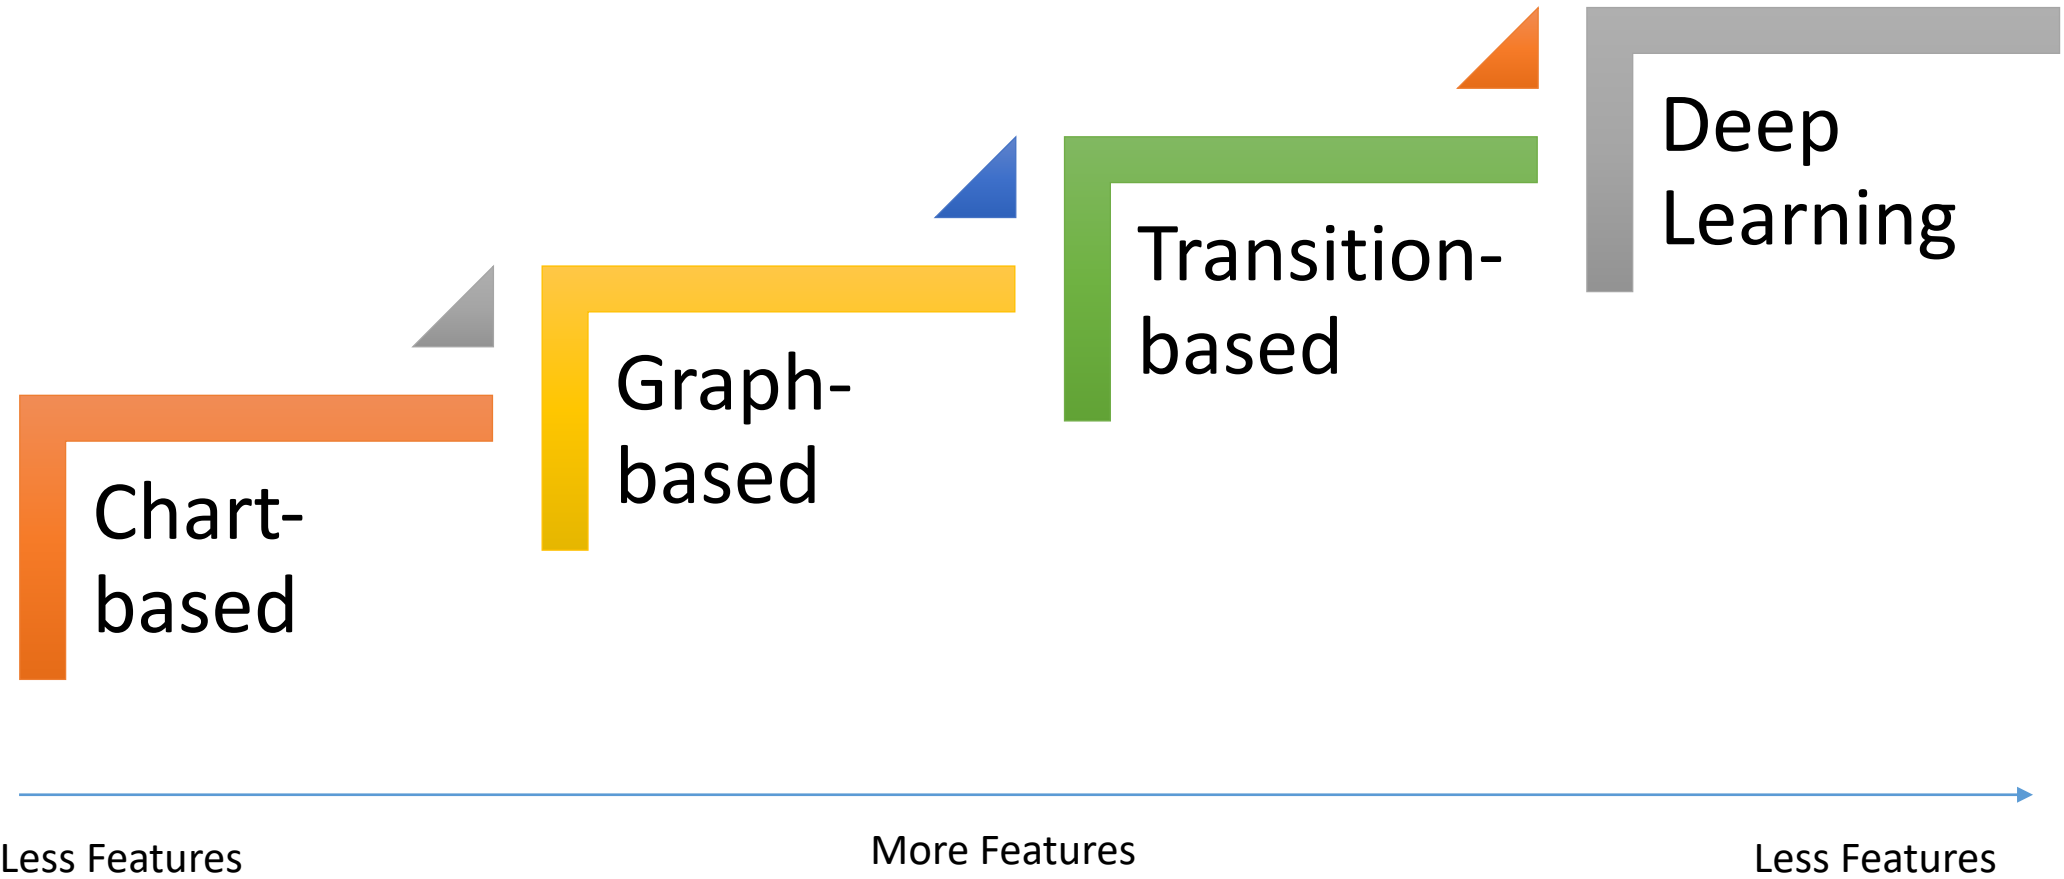 Chart-
based
Graph-
based
Transition-
based
Deep
Learning
Less Features
More Features
Less Features